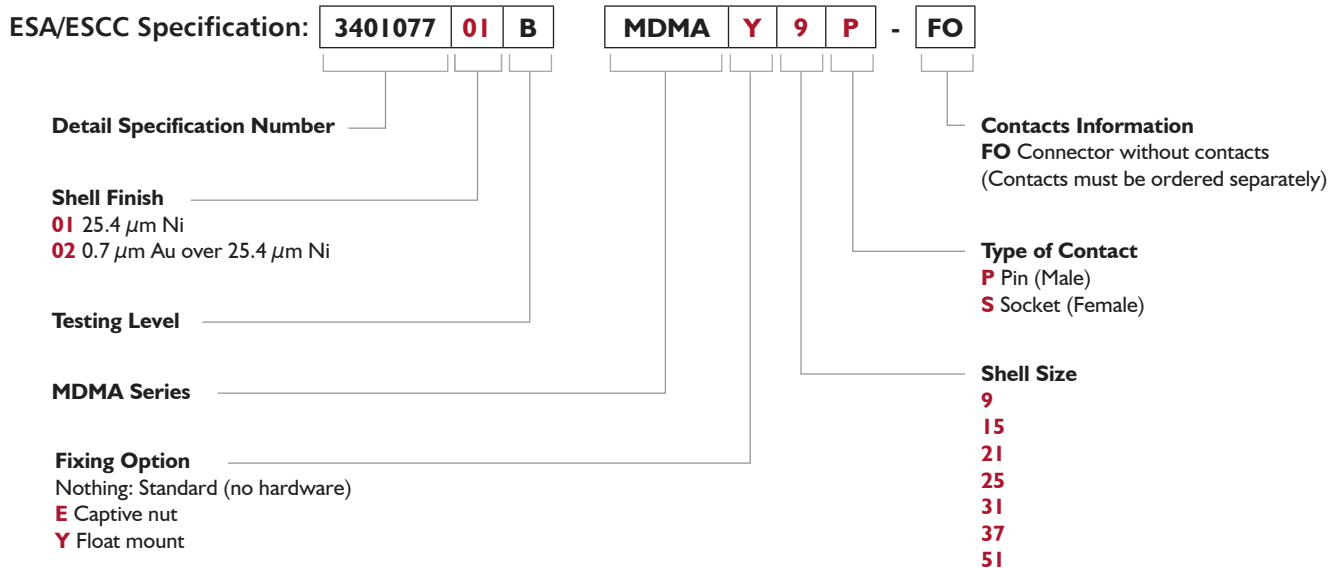 ESA/ESCC Specification: 3401077 01 B MDMA Y 9 P - FO
Detail Specification Number
Shell Finish
01 25.4 μm Ni
02 0.7 μm Au over 25.4 μm Ni
Testing Level
MDMA Series
Fixing Option
Nothing: Standard (no hardware)
E Captive nut
Y Float mount
Contacts Information
FO Connector without contacts
(Contacts must be ordered separately)
Type of Contact
P Pin (Male)
S Socket (Female)
Shell Size
9
15
21
25
31
37
51